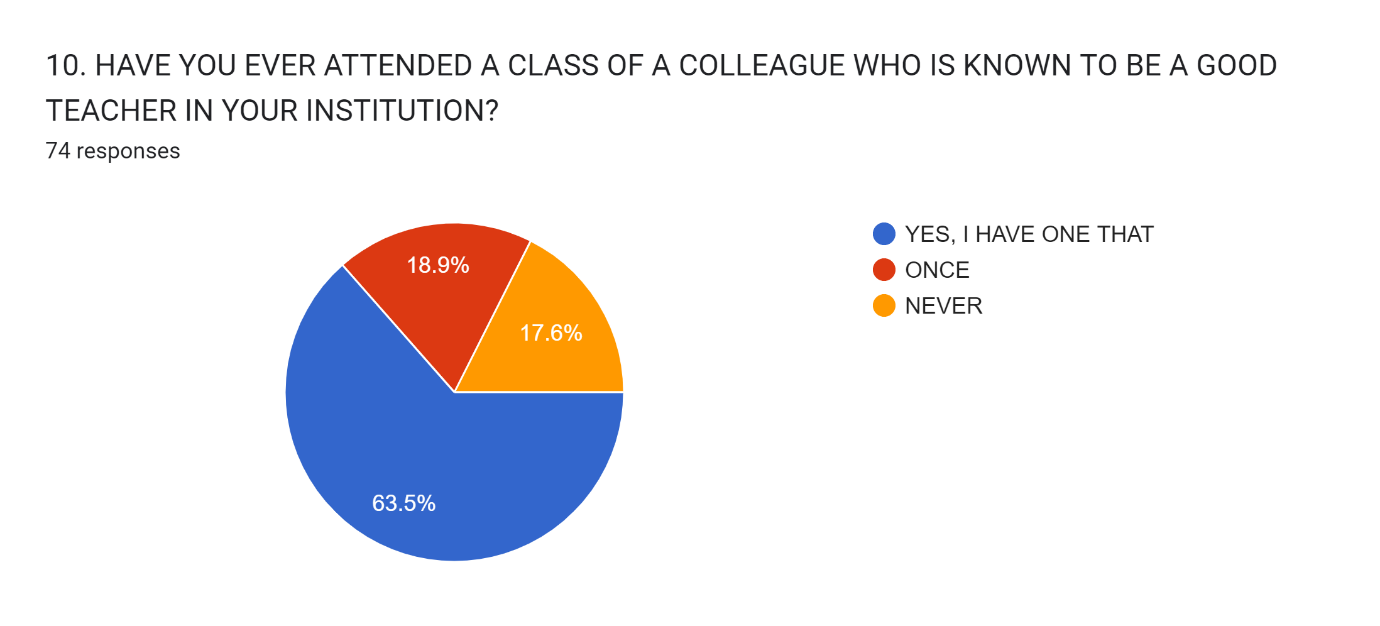 10. HAVE YOU EVER ATTENDED A CLASS OF A COLLEAGUE WHO IS KNOWN TO BE A GOOD
TEACHER IN YOUR INSTITUTION?
74 responses
YES, I HAVE ONE THAT
ONCE
NEVER
18.9%
17.6%
63.5%